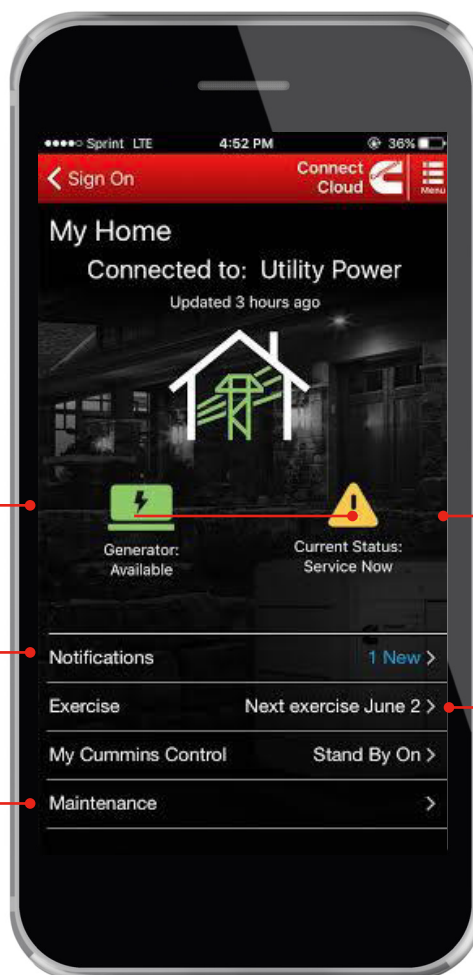 Sprint LTE 4:52 PM 36%
Sign On
Connect
Cloud
Menu
My Home
Connected to: Utility Power
Updated 3 hours ago
Generator:
Available
Current Status:
Service Now
Notifications 1 New >
Exercise Next exercise June 2 >
My Cummins Control Stand By On >
Maintenance >